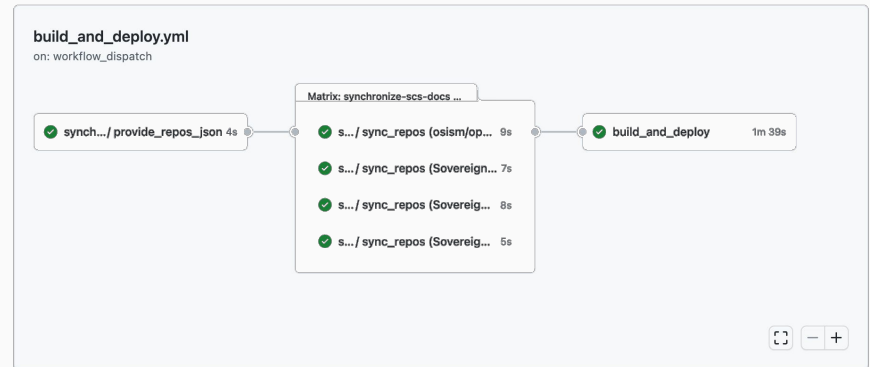 build_and_deploy.yml
on: workflow_dispatch
Matrix: synchronize-scs-docs ...
synch.../ provide_repos_json 4s
s.../ sync_repos (osism/op... 9s
s.../ sync_repos (Sovereign... 7s
s.../ sync_repos (Sovereig... 8s
s.../ sync_repos (Sovereig... 5s
build_and_deploy 1m 39s